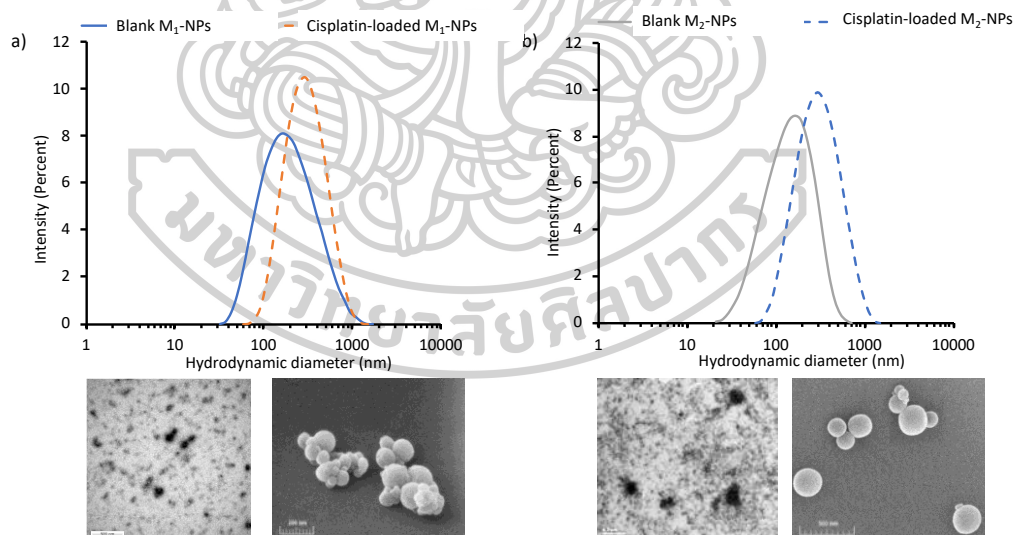 Blank M₁-NPs Cisplatin-loaded M₁-NPs
a)
12
10
8
6
4
2
0
Intensity (Percent)
1 10 100 1000 10000
Hydrodynamic diameter (nm)
Blank M₂-NPs Cisplatin-loaded M₂-NPs
b)
12
10
8
6
4
2
0
Intensity (Percent)
1 10 100 1000 10000
Hydrodynamic diameter (nm)
มหาวิทยาลัยศิลปากร